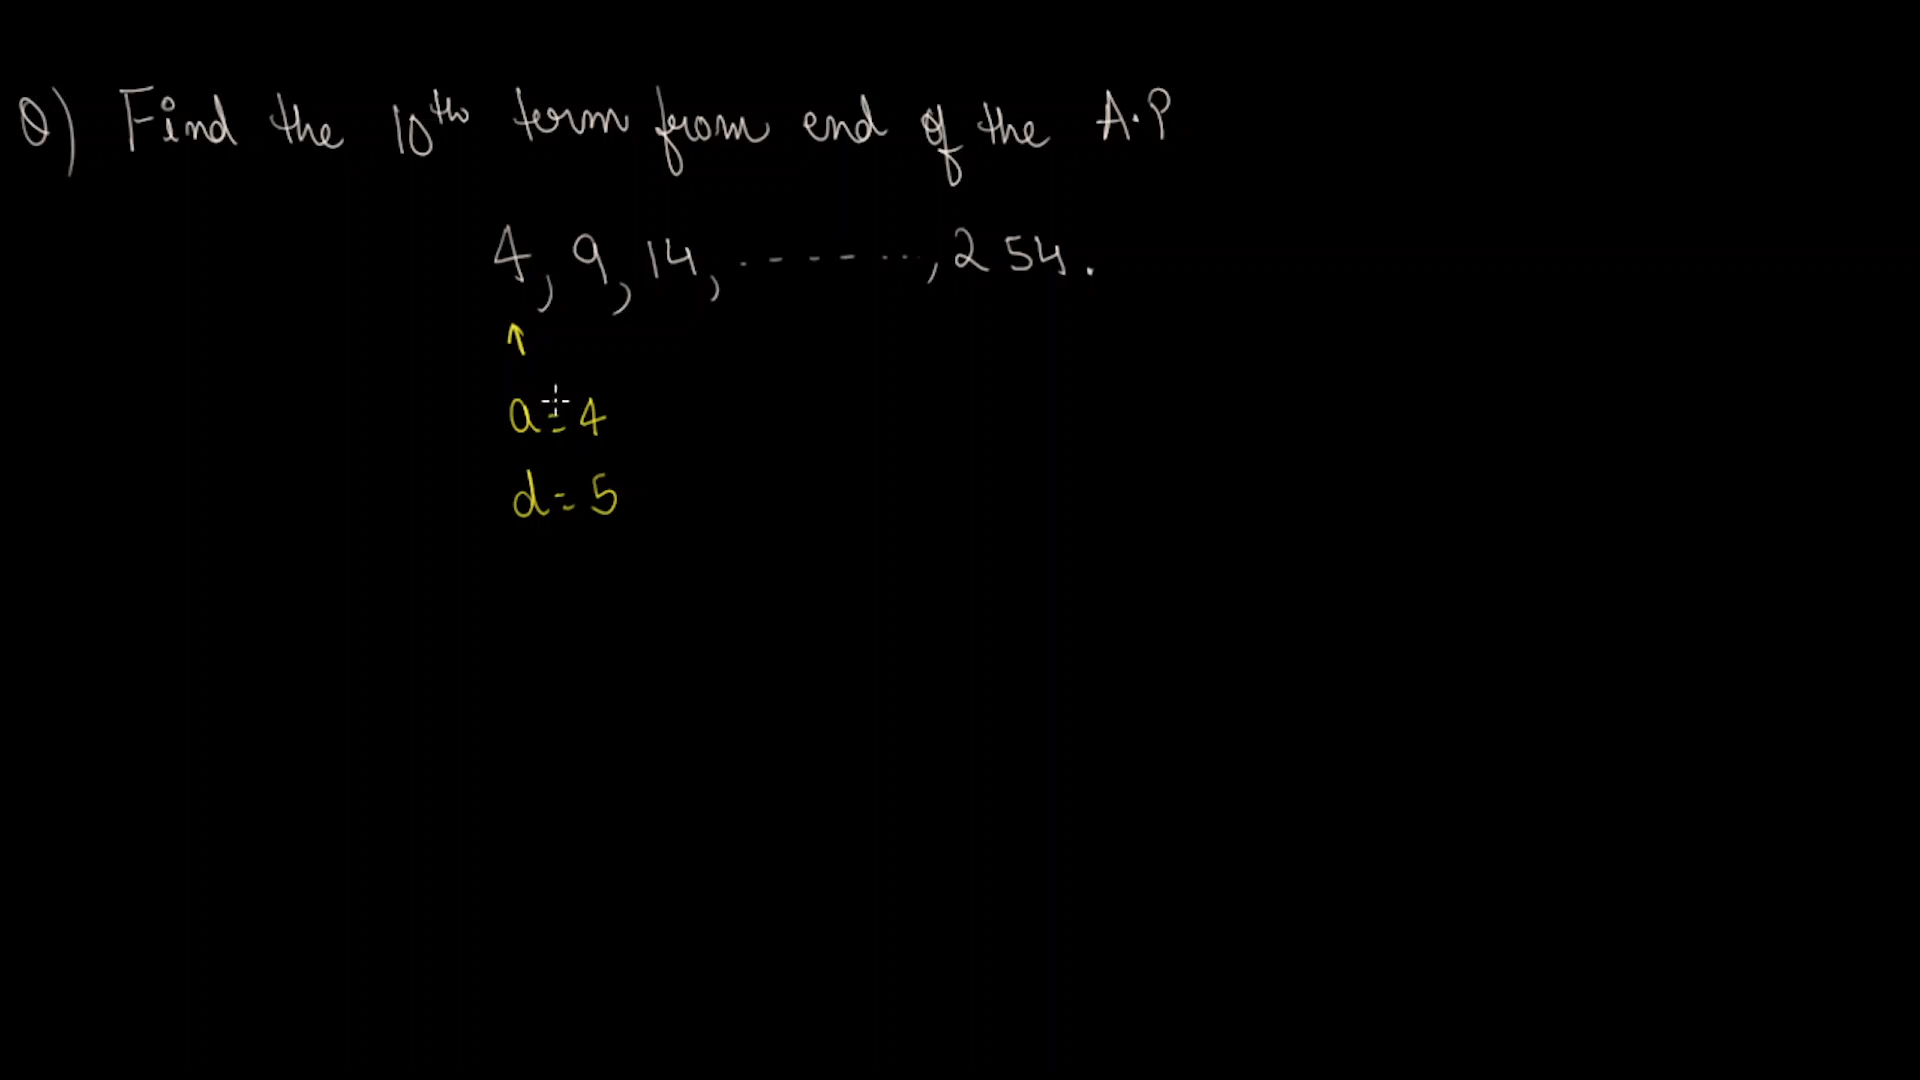 Q) Find the 10th term from end of the A.P
4, 9, 14, ........, 254.
a = 4
d = 5